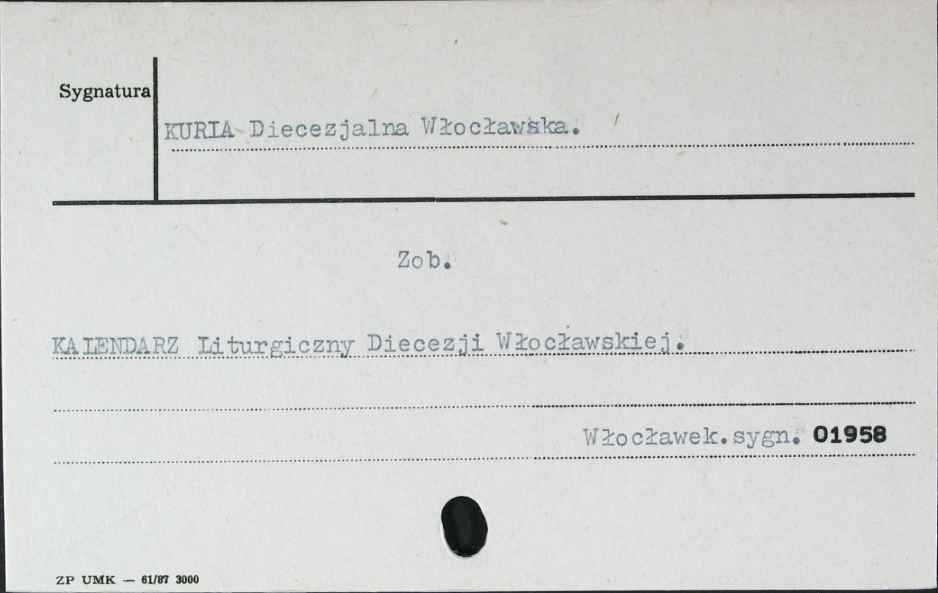 Sygnatura
KURIA Diecezjalna Włocławska.
Zob.
KALENDARZ Liturgiczny Diecezji Włocławskiej.
Włocławek.sygn. 01958
ZP UMK — 61/87 3000